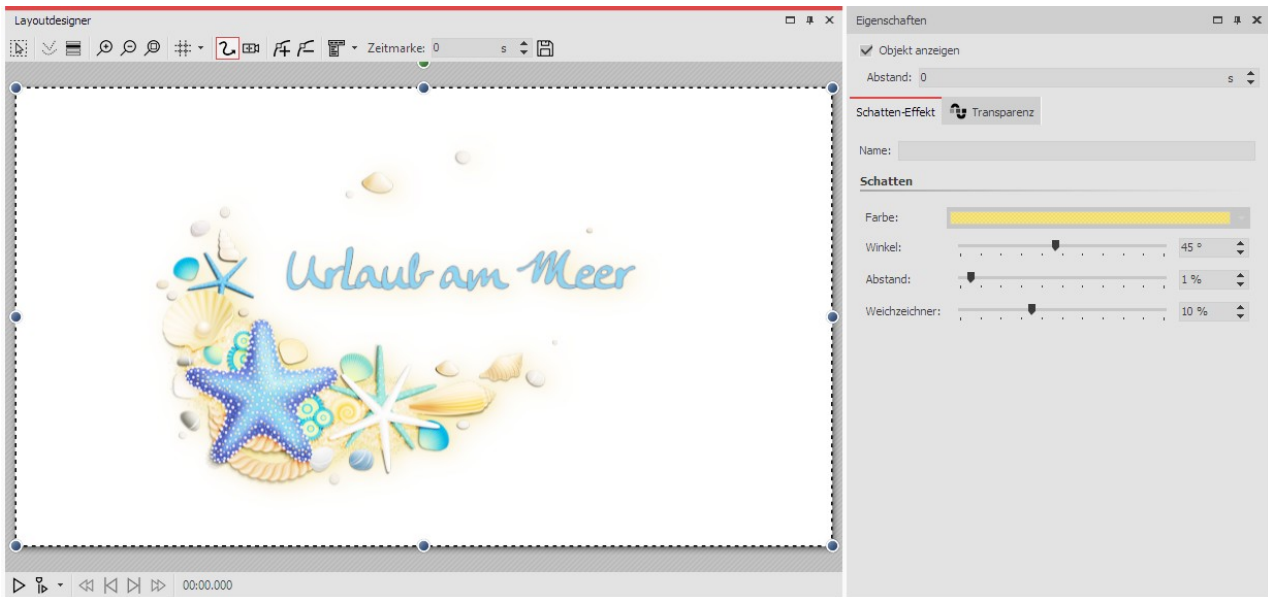 Layoutdesigner
Zeitmarke: 0 s
Urlaub am Meer
00:00.000
Eigenschaften
Objekt anzeigen
Abstand: 0 s
Schatten-Effekt Transparenz
Name:
Schatten
Farbe:
Winkel: 45 °
Abstand: 1 %
Weichzeichner: 10 %